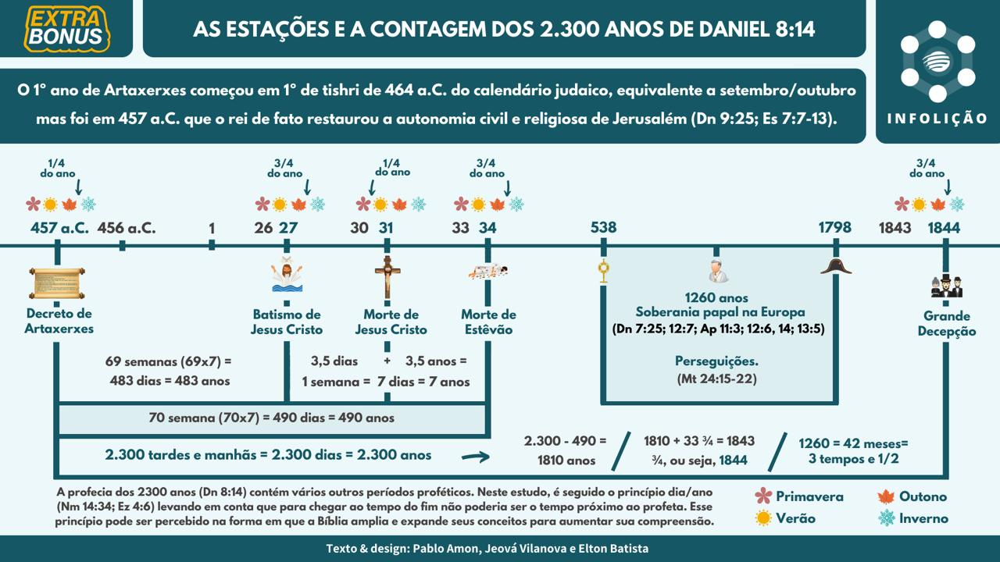 EXTRA
BONUS
AS ESTAÇÕES E A CONTAGEM DOS 2.300 ANOS DE DANIEL 8:14
O 1º ano de Artaxerxes começou em 1º de tishri de 464 a.C. do calendário judaico, equivalente a setembro/outubro
mas foi em 457 a.C. que o rei de fato restaurou a autonomia civil e religiosa de Jerusalém (Dn 9:25; Es 7:7-13).
INFOLIÇÃO
1/4
do ano
3/4
do ano
1/4
do ano
3/4
do ano
3/4
do ano
457 a.C. 456 a.C. 1 26 27 30 31 33 34 538 1798 1843 1844
Decreto de
Artaxerxes
Batismo de
Jesus Cristo
Morte de
Jesus Cristo
Morte de
Estêvão
1260 anos
Soberania papal na Europa
(Dn 7:25; 12:7; Ap 11:3; 12:6, 14; 13:5)
Perseguições.
(Mt 24:15-22)
Grande
Decepção
69 semanas (69x7) =
483 dias = 483 anos
3,5 dias + 3,5 anos =
1 semana = 7 dias = 7 anos
70 semana (70x7) = 490 dias = 490 anos
2.300 tardes e manhãs = 2.300 dias = 2.300 anos
2.300 - 490 =
1810 anos
1810 + 33 ¾ = 1843
¾, ou seja, 1844
1260 = 42 meses=
3 tempos e 1/2
A profecia dos 2300 anos (Dn 8:14) contém vários outros períodos proféticos. Neste estudo, é seguido o princípio dia/ano
(Nm 14:34; Ez 4:6) levando em conta que para chegar ao tempo do fim não poderia ser o tempo próximo ao profeta. Esse
princípio pode ser percebido na forma em que a Bíblia amplia e expande seus conceitos para aumentar sua compreensão.
Primavera
Outono
Verão
Inverno
Texto & design: Pablo Amon, Jeová Vilanova e Elton Batista